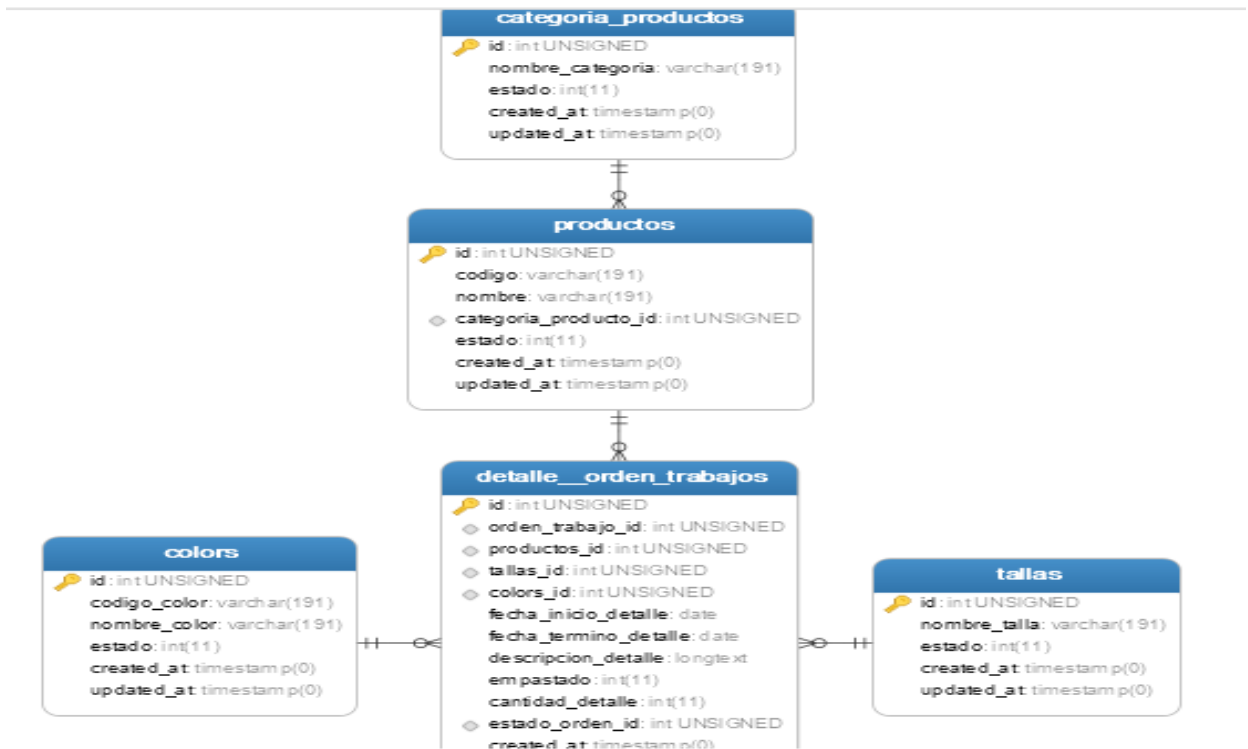 categoria_productos
id: int UNSIGNED
nombre_categoria: varchar(191)
estado: int(11)
created_at: timestamp(0)
updated_at: timestamp(0)
productos
id: int UNSIGNED
codigo: varchar(191)
nombre: varchar(191)
categoria_producto_id: int UNSIGNED
estado: int(11)
created_at: timestamp(0)
updated_at: timestamp(0)
detalle__orden_trabajos
id: int UNSIGNED
orden_trabajo_id: int UNSIGNED
productos_id: int UNSIGNED
tallas_id: int UNSIGNED
colors_id: int UNSIGNED
fecha_inicio_detalle: date
fecha_termino_detalle: date
descripcion_detalle: longtext
empastado: int(11)
cantidad_detalle: int(11)
estado_orden_id: int UNSIGNED
created_at: timestamp(0)
colors
id: int UNSIGNED
codigo_color: varchar(191)
nombre_color: varchar(191)
estado: int(11)
created_at: timestamp(0)
updated_at: timestamp(0)
tallas
id: int UNSIGNED
nombre_talla: varchar(191)
estado: int(11)
created_at: timestamp(0)
updated_at: timestamp(0)